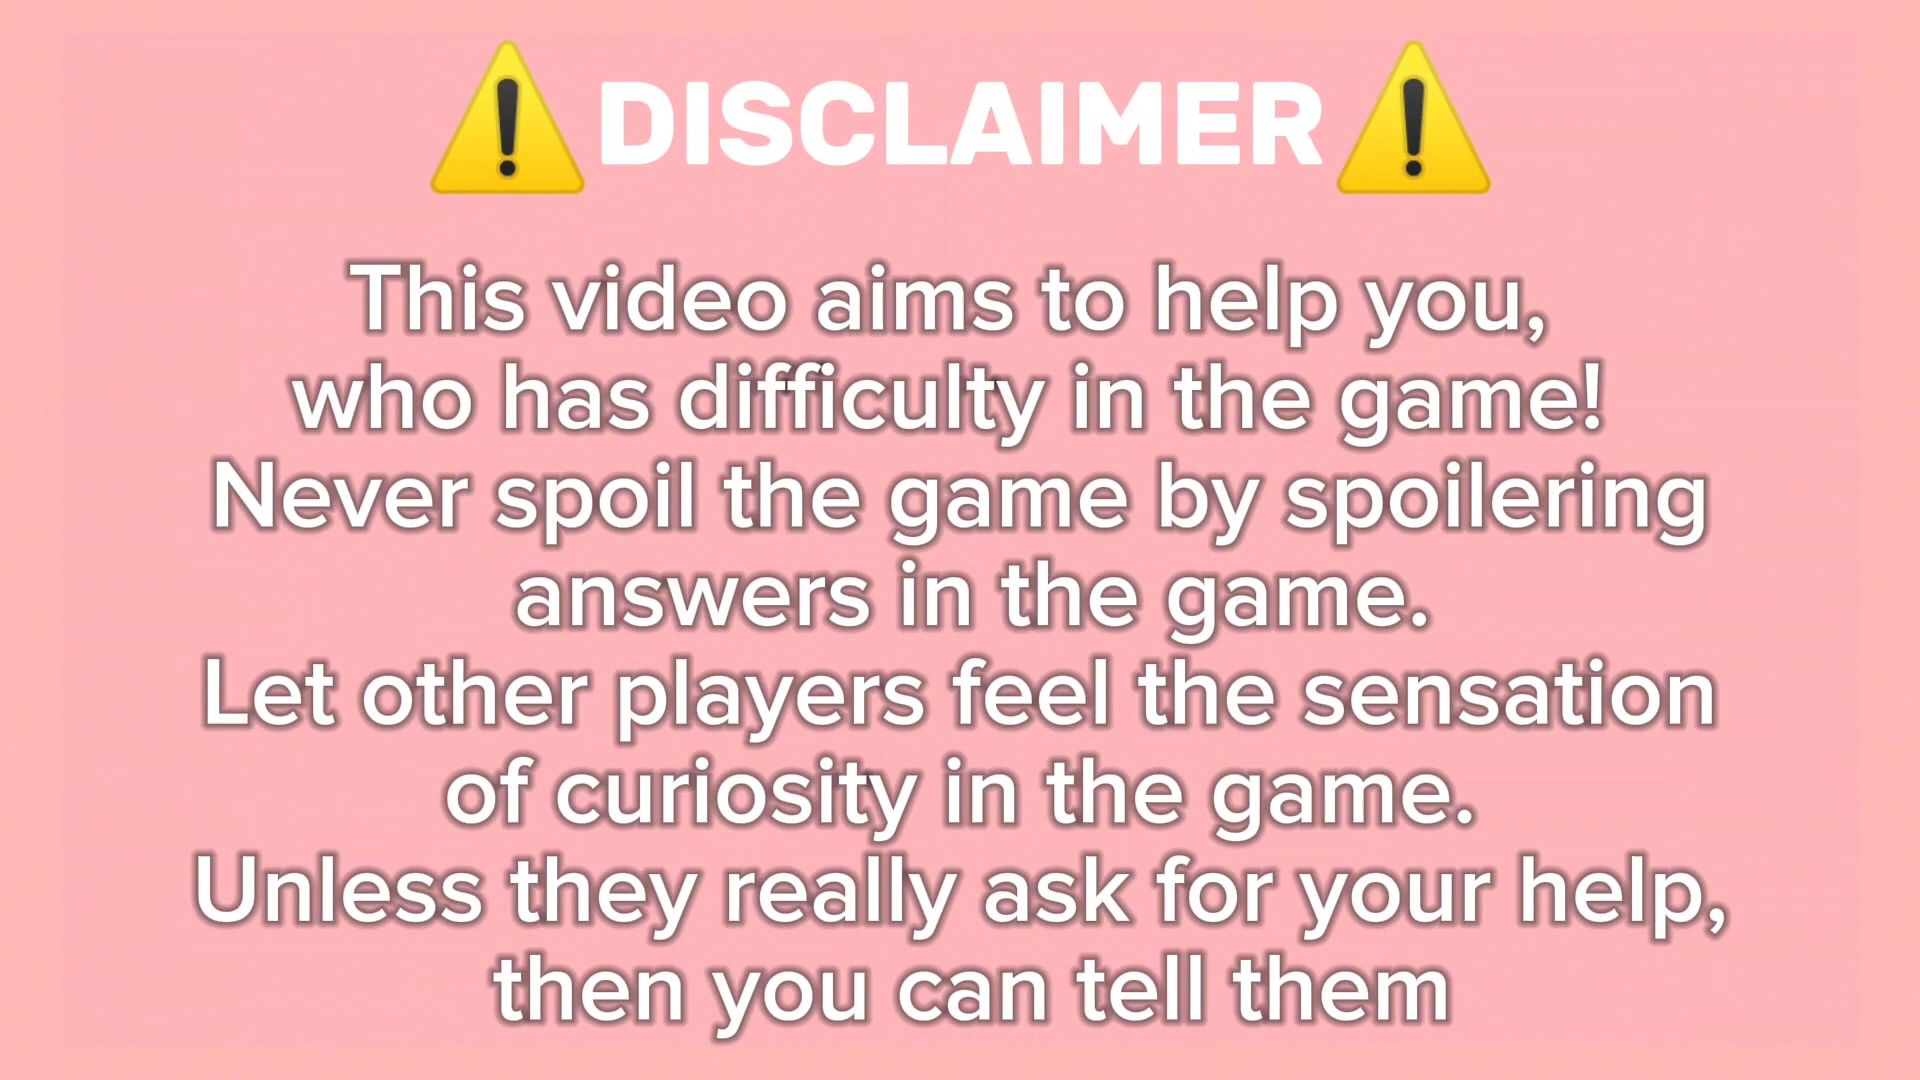 ⚠️DISCLAIMER⚠️
This video aims to help you,
who has difficulty in the game!
Never spoil the game by spoilering
answers in the game.
Let other players feel the sensation
of curiosity in the game.
Unless they really ask for your help,
then you can tell them